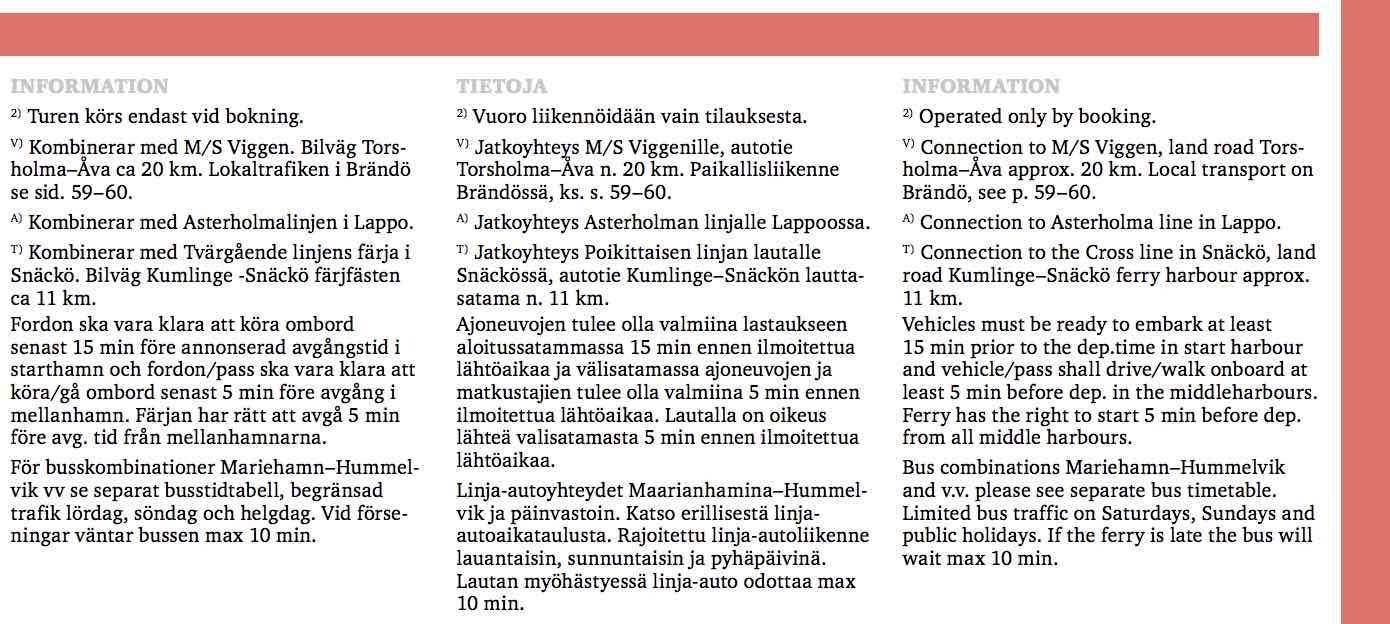 INFORMATION
2) Turen körs endast vid bokning.
V) Kombinerar med M/S Viggen. Bilväg Tors-
holma–Åva ca 20 km. Lokaltrafiken i Brändö
se sid. 59–60.
A) Kombinerar med Asterholmalinjen i Lappo.
T) Kombinerar med Tvärgående linjens färja i
Snäckö. Bilväg Kumlinge -Snäckö färjfästen
ca 11 km.
Fordon ska vara klara att köra ombord
senast 15 min före annonserad avgångstid i
starthamn och fordon/pass ska vara klara att
köra/gå ombord senast 5 min före avgång i
mellanhamn. Färjan har rätt att avgå 5 min
före avg. tid från mellanhamnarna.
För busskombinationer Mariehamn–Hummel-
vik vv se separat busstidtabell, begränsad
trafik lördag, söndag och helgdag. Vid förse-
ningar väntar bussen max 10 min.
TIETOJA
2) Vuoro liikennöidään vain tilauksesta.
V) Jatkoyhteys M/S Viggenille, autotie
Torsholma–Åva n. 20 km. Paikallisliikenne
Brändössä, ks. s. 59–60.
A) Jatkoyhteys Asterholman linjalle Lappoossa.
T) Jatkoyhteys Poikittaisen linjan lautalle
Snäckössä, autotie Kumlinge–Snäckön lautta-
satama n. 11 km.
Ajoneuvojen tulee olla valmiina lastaukseen
aloitussatammassa 15 min ennen ilmoitettua
lähtöaikaa ja välisatamassa ajoneuvojen ja
matkustajien tulee olla valmiina 5 min ennen
ilmoitettua lähtöaikaa. Lautalla on oikeus
lähteä valisatamasta 5 min ennen ilmoitettua
lähtöaikaa.
Linja-autoyhteydet Maarianhamina–Hummel-
vik ja päinvastoin. Katso erillisestä linja-
autoaikataulusta. Rajoitettu linja-autoliikenne
lauantaisin, sunnuntaisin ja pyhäpäivinä.
Lautan myöhästyessä linja-auto odottaa max
10 min.
INFORMATION
2) Operated only by booking.
V) Connection to M/S Viggen, land road Tors-
holma–Åva approx. 20 km. Local transport on
Brändö, see p. 59–60.
A) Connection to Asterholma line in Lappo.
T) Connection to the Cross line in Snäckö, land
road Kumlinge–Snäckö ferry harbour approx.
11 km.
Vehicles must be ready to embark at least
15 min prior to the dep.time in start harbour
and vehicle/pass shall drive/walk onboard at
least 5 min before dep. in the middleharbours.
Ferry has the right to start 5 min before dep.
from all middle harbours.
Bus combinations Mariehamn–Hummelvik
and v.v. please see separate bus timetable.
Limited bus traffic on Saturdays, Sundays and
public holidays. If the ferry is late the bus will
wait max 10 min.